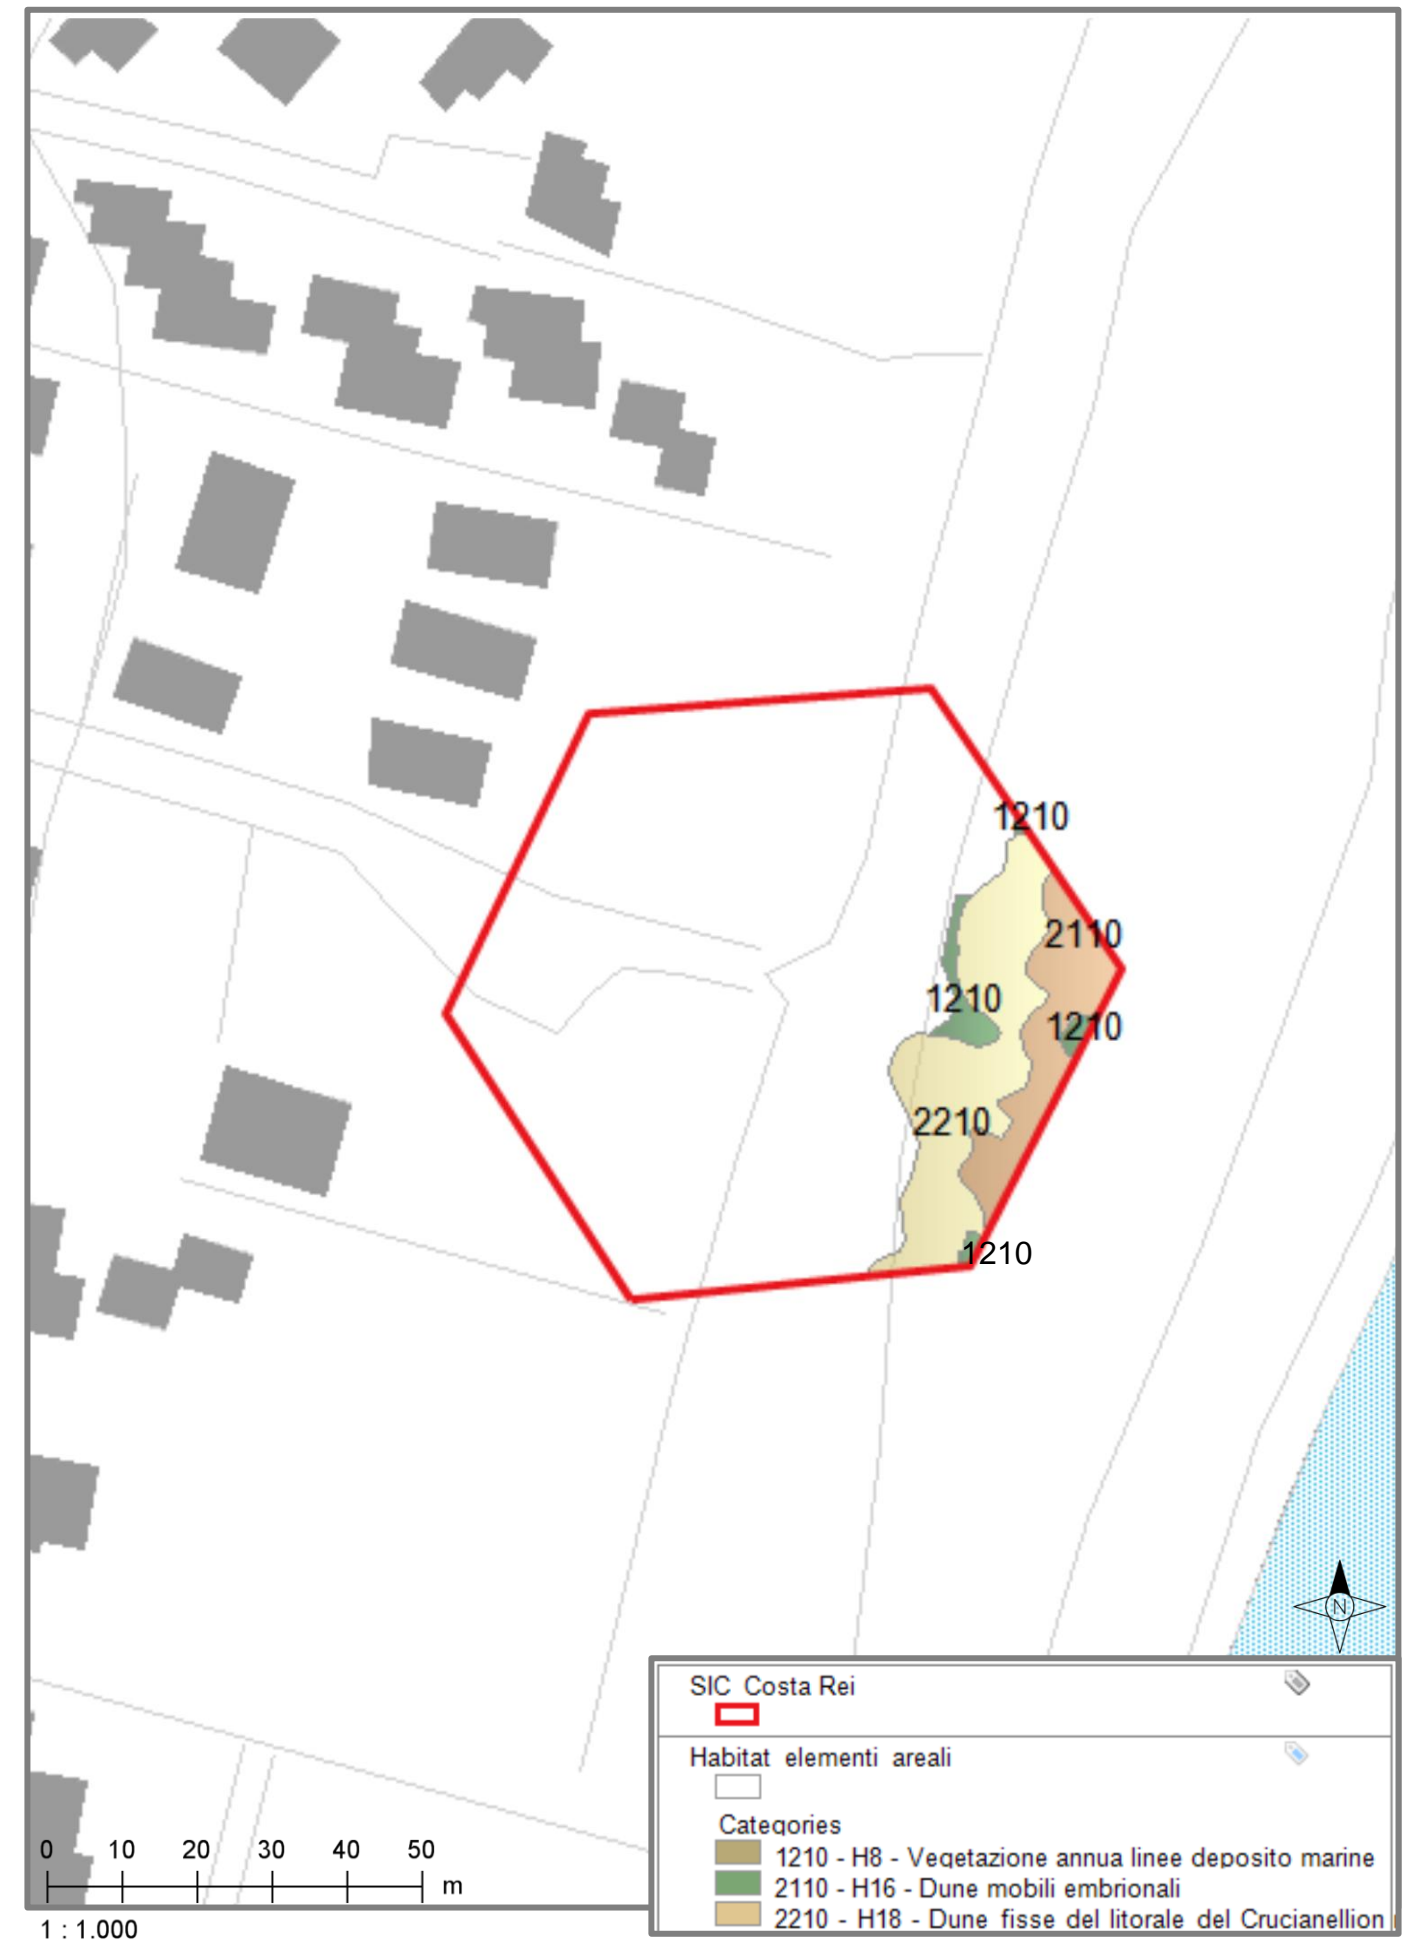 1210
2110
1210
1210
2210
1210
N
SIC Costa Rei
Habitat elementi areali
Categories
1210 - H8 - Vegetazione annua linee deposito marine
2110 - H16 - Dune mobili embrionali
2210 - H18 - Dune fisse del litorale del Crucianellion
0 10 20 30 40 50 m
1 : 1.000